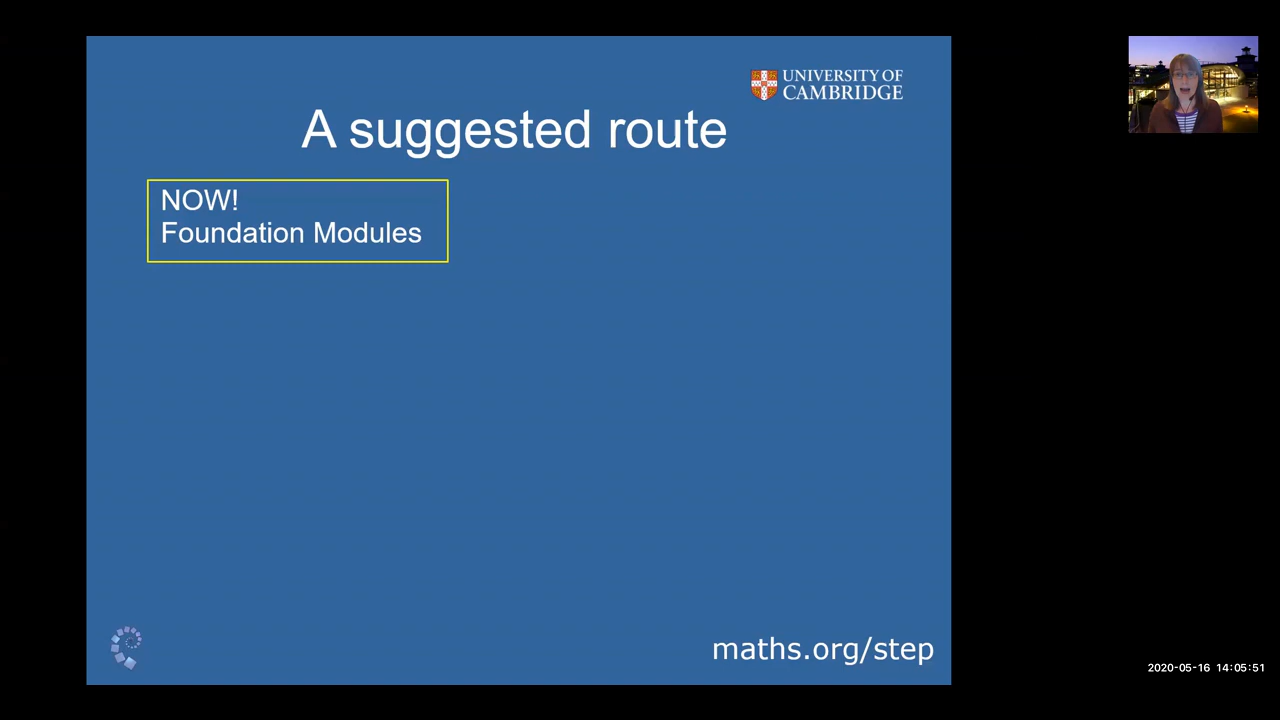 UNIVERSITY OF
CAMBRIDGE
A suggested route
NOW!
Foundation Modules
maths.org/step
2020-05-16 14:05:51